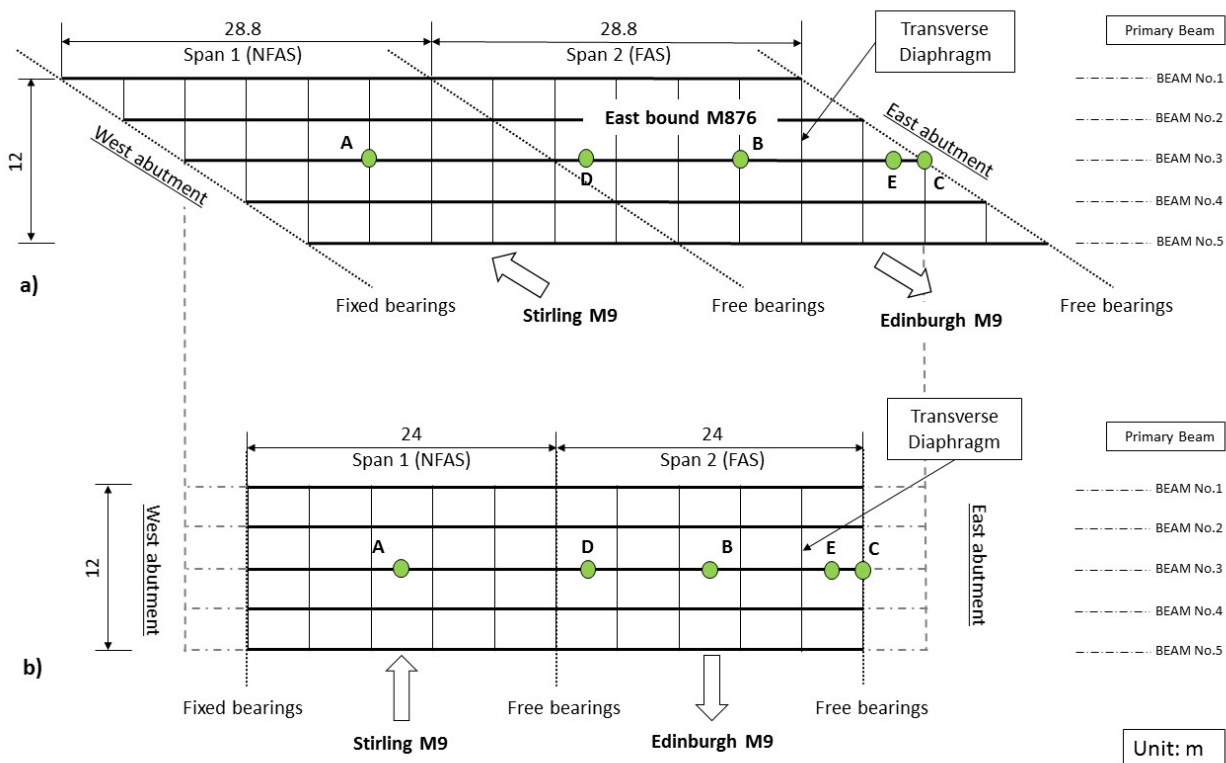 28.8
28.8
Span 1 (NFAS)
Span 2 (FAS)
Transverse
Diaphragm
Primary Beam
BEAM No.1
East bound M876
East abutment
BEAM No.2
West abutment
A
B
BEAM No.3
12
D
E
C
BEAM No.4
BEAM No.5
a)
Fixed bearings
Stirling M9
Free bearings
Edinburgh M9
Free bearings
24
24
Span 1 (NFAS)
Span 2 (FAS)
Transverse
Diaphragm
Primary Beam
BEAM No.1
BEAM No.2
West abutment
A
D
B
E
C
East abutment
BEAM No.3
12
BEAM No.4
BEAM No.5
b)
Fixed bearings
Free bearings
Free bearings
Stirling M9
Edinburgh M9
Unit: m